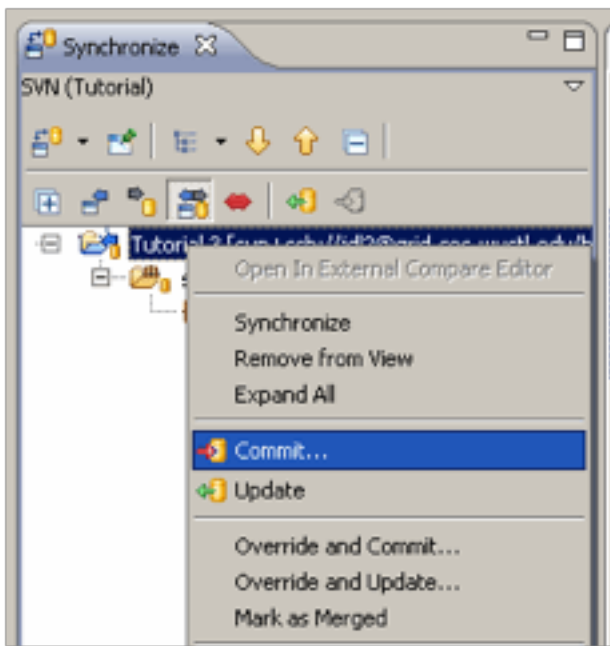 Synchronize
SVN (Tutorial)
Tutorial
Open In External Compare Editor
Synchronize
Remove from View
Expand All
Commit...
Update
Override and Commit...
Override and Update...
Mark as Merged